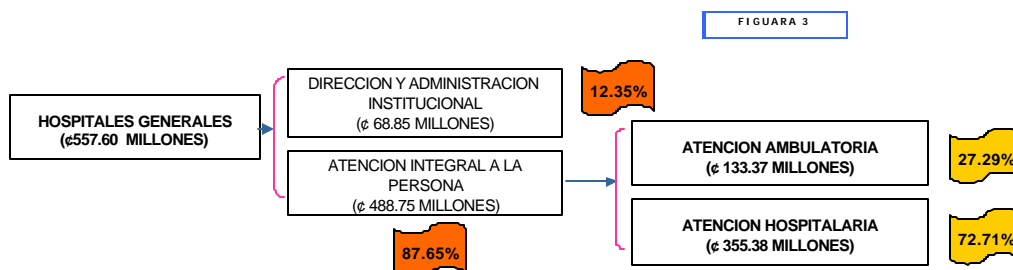 FIGUARA 3
DIRECCION Y ADMINISTRACION
INSTITUCIONAL
(¢ 68.85 MILLONES)
12.35%
HOSPITALES GENERALES
(¢557.60 MILLONES)
ATENCION INTEGRAL A LA
PERSONA
(¢ 488.75 MILLONES)
87.65%
ATENCION AMBULATORIA
(¢ 133.37 MILLONES)
27.29%
ATENCION HOSPITALARIA
(¢ 355.38 MILLONES)
72.71%